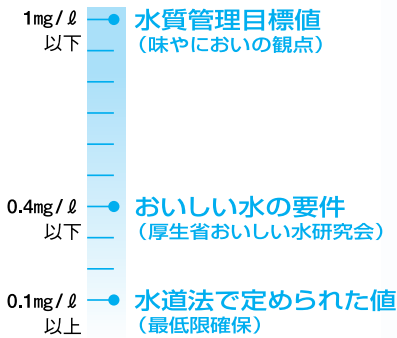 1mg/ℓ 水質管理目標値
以下 （味やにおいの観点）
0.4mg/ℓ おいしい水の要件
以下 （厚生省おいしい水研究会）
0.1mg/ℓ 水道法で定められた値
以上 （最低限確保）